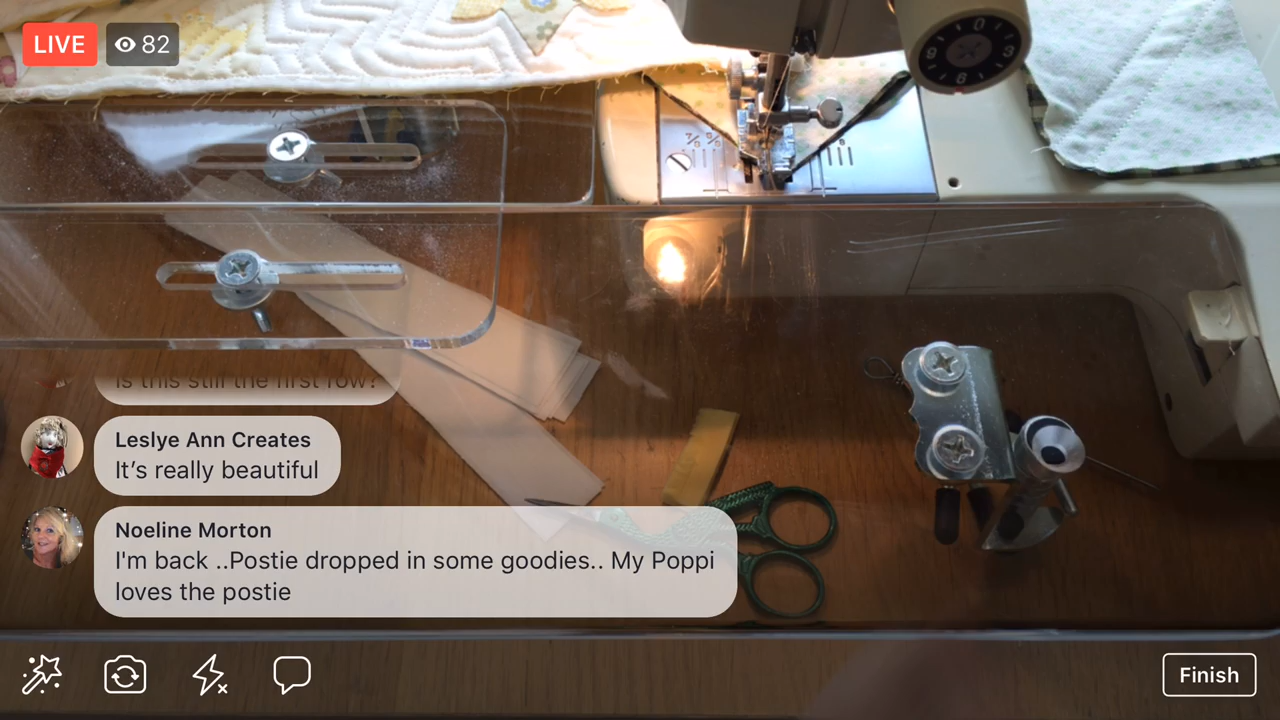 LIVE 82
is this still the first row?
Leslye Ann Creates
It's really beautiful
Noeline Morton
I'm back ..Postie dropped in some goodies.. My Poppi
loves the postie
Finish